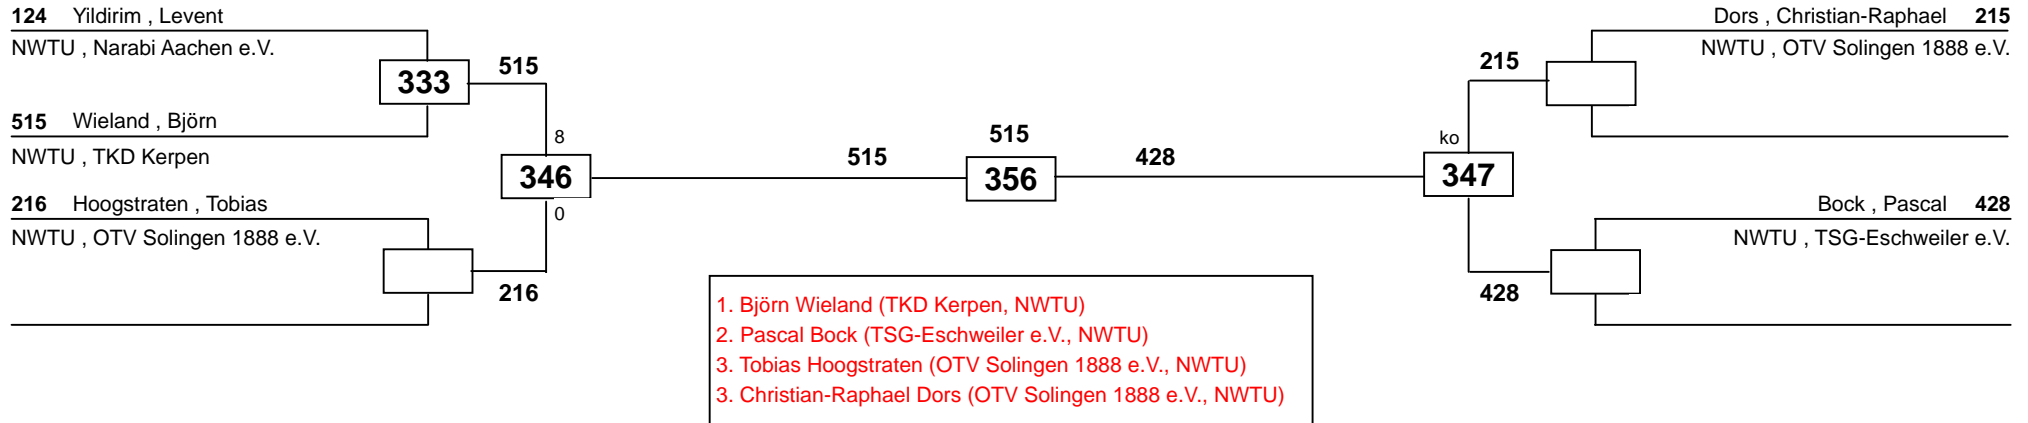 124 Yildirim , Levent
NWTU , Narabi Aachen e.V.
333
515
515 Wieland , Björn
NWTU , TKD Kerpen
8
346
0
216 Hoogstraten , Tobias
NWTU , OTV Solingen 1888 e.V.
216
515
515
356
428
Dors , Christian-Raphael 215
NWTU , OTV Solingen 1888 e.V.
215
ko
347
Bock , Pascal 428
NWTU , TSG-Eschweiler e.V.
428
1. Björn Wieland (TKD Kerpen, NWTU)
2. Pascal Bock (TSG-Eschweiler e.V., NWTU)
3. Tobias Hoogstraten (OTV Solingen 1888 e.V., NWTU)
3. Christian-Raphael Dors (OTV Solingen 1888 e.V., NWTU)